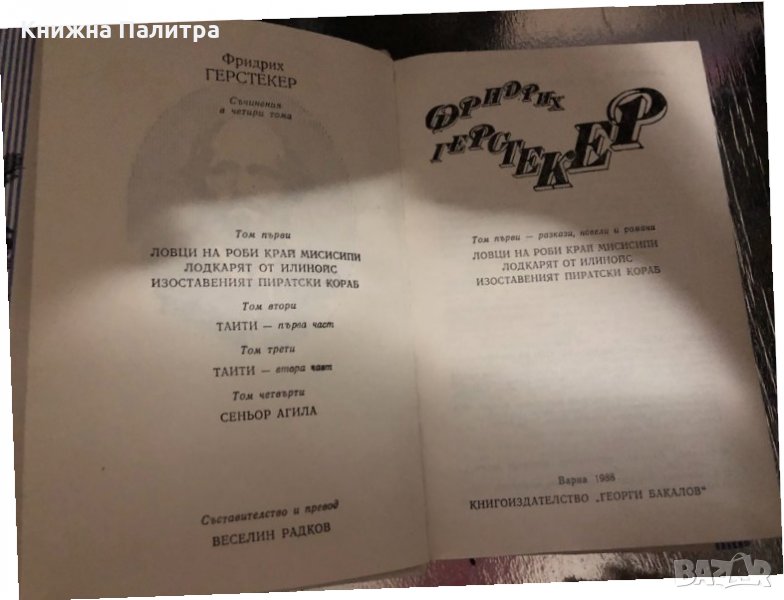 Книжна Палитра
Фридрих
ГЕРСТЕКЕР
Съчинения
в четири тома
Том първи
ЛОВЦИ НА РОБИ КРАЙ МИСИСИПИ
ЛОДКАРЯТ ОТ ИЛИНОЙС
ИЗОСТАВЕНИЯТ ПИРАТСКИ КОРАБ
Том втори
ТАИТИ — първа част
Том трети
ТАИТИ — втора част
Том четвърти
СЕНЬОР АГИЛА
Съставителство и превод
ВЕСЕЛИН РАДКОВ
ФРИДРИХ
ГЕРСТЕКЕР
Том първи — разкази, новели и романи
ЛОВЦИ НА РОБИ КРАЙ МИСИСИПИ
ЛОДКАРЯТ ОТ ИЛИНОЙС
ИЗОСТАВЕНИЯТ ПИРАТСКИ КОРАБ
Варна 1988
КНИГОИЗДАТЕЛСТВО „ГЕОРГИ БАКАЛОВ“
BAZAR